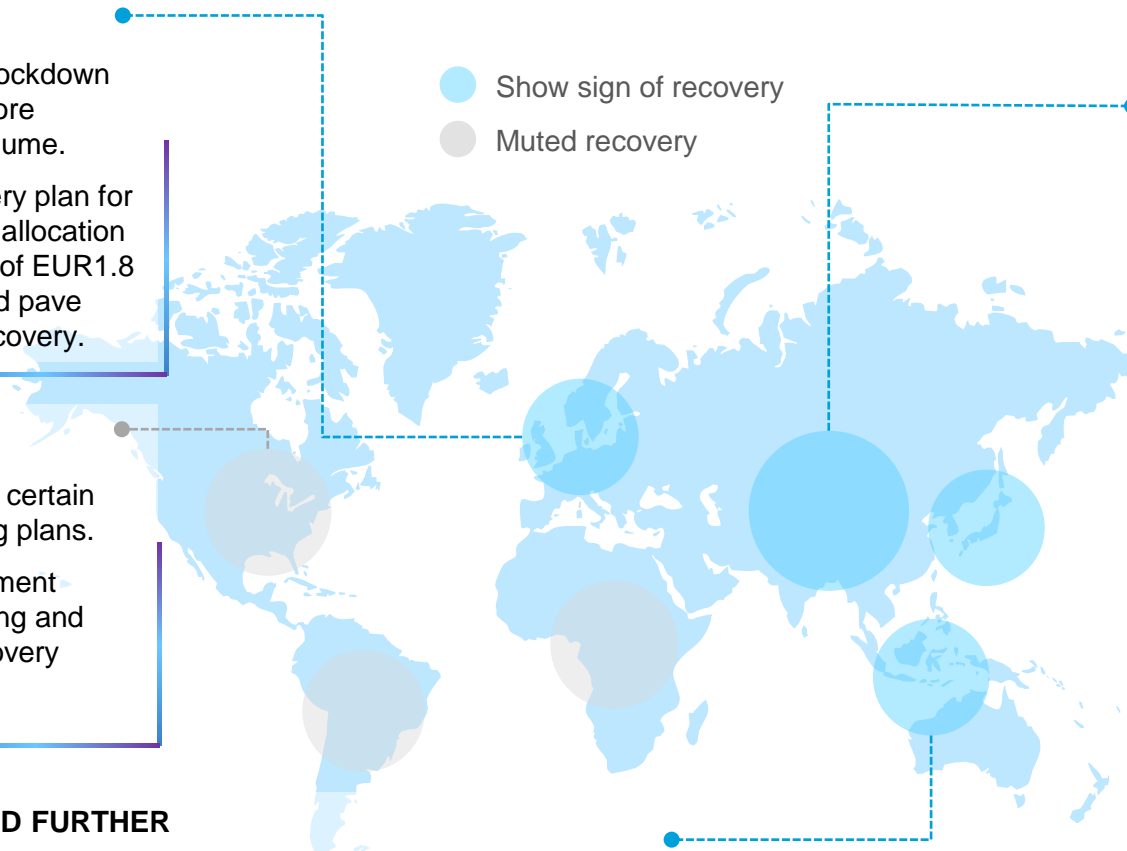 ockdown
ore
ume.
ery plan for
allocation
of EUR1.8
d pave
covery.
Show sign of recovery
Muted recovery
certain
g plans.
ment
ng and
overy
D FURTHER